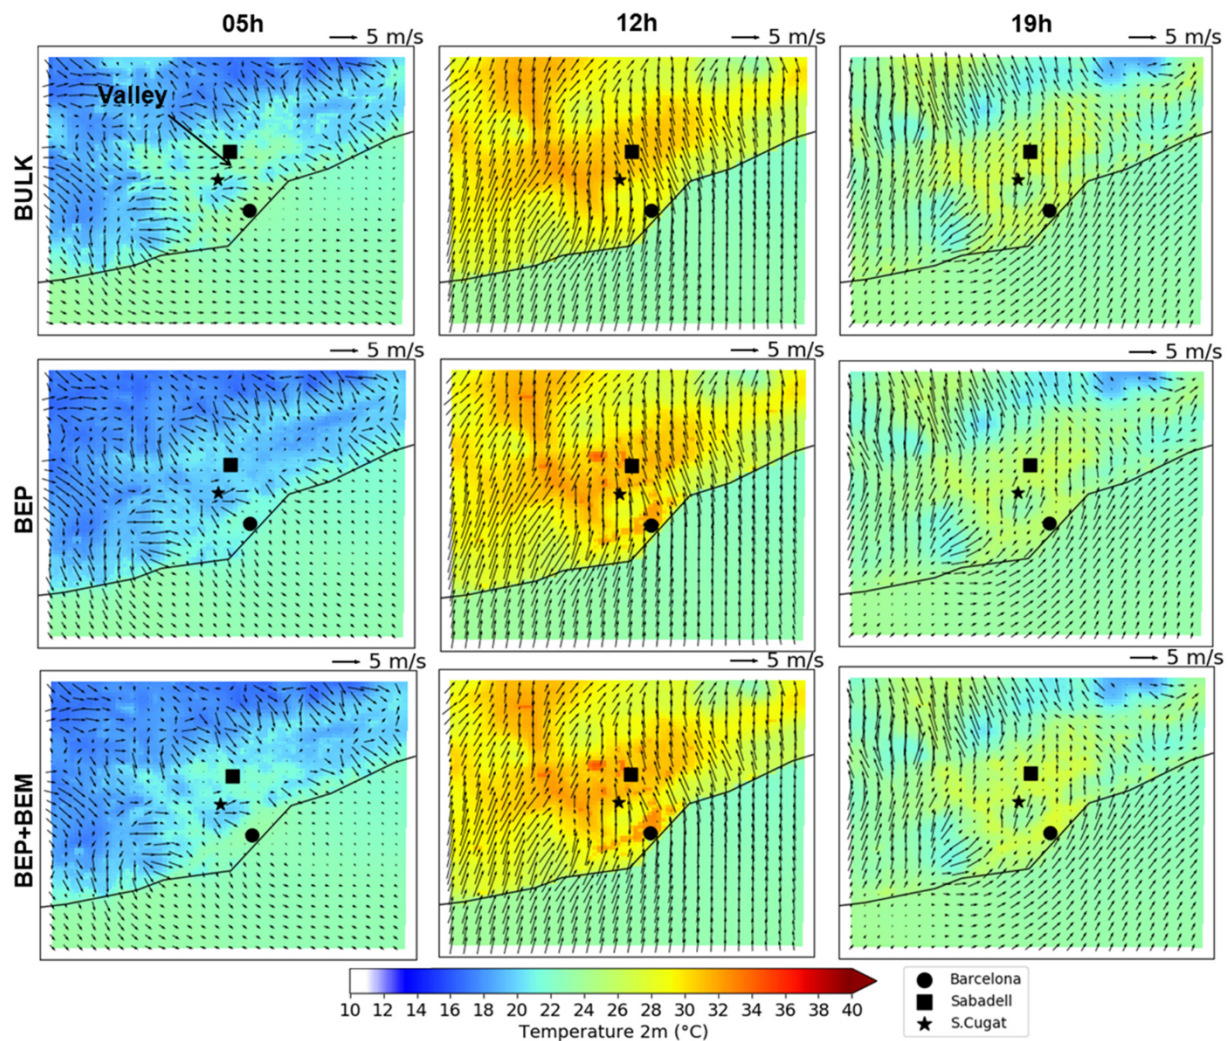 05h 12h 19h
5 m/s 5 m/s 5 m/s
Valley
BULK
5 m/s 5 m/s 5 m/s
BEP
5 m/s 5 m/s 5 m/s
BEP+BEM
10 12 14 16 18 20 22 24 26 28 30 32 34 36 38 40
Temperature 2m (°C)
Barcelona
Sabadell
S.Cugat